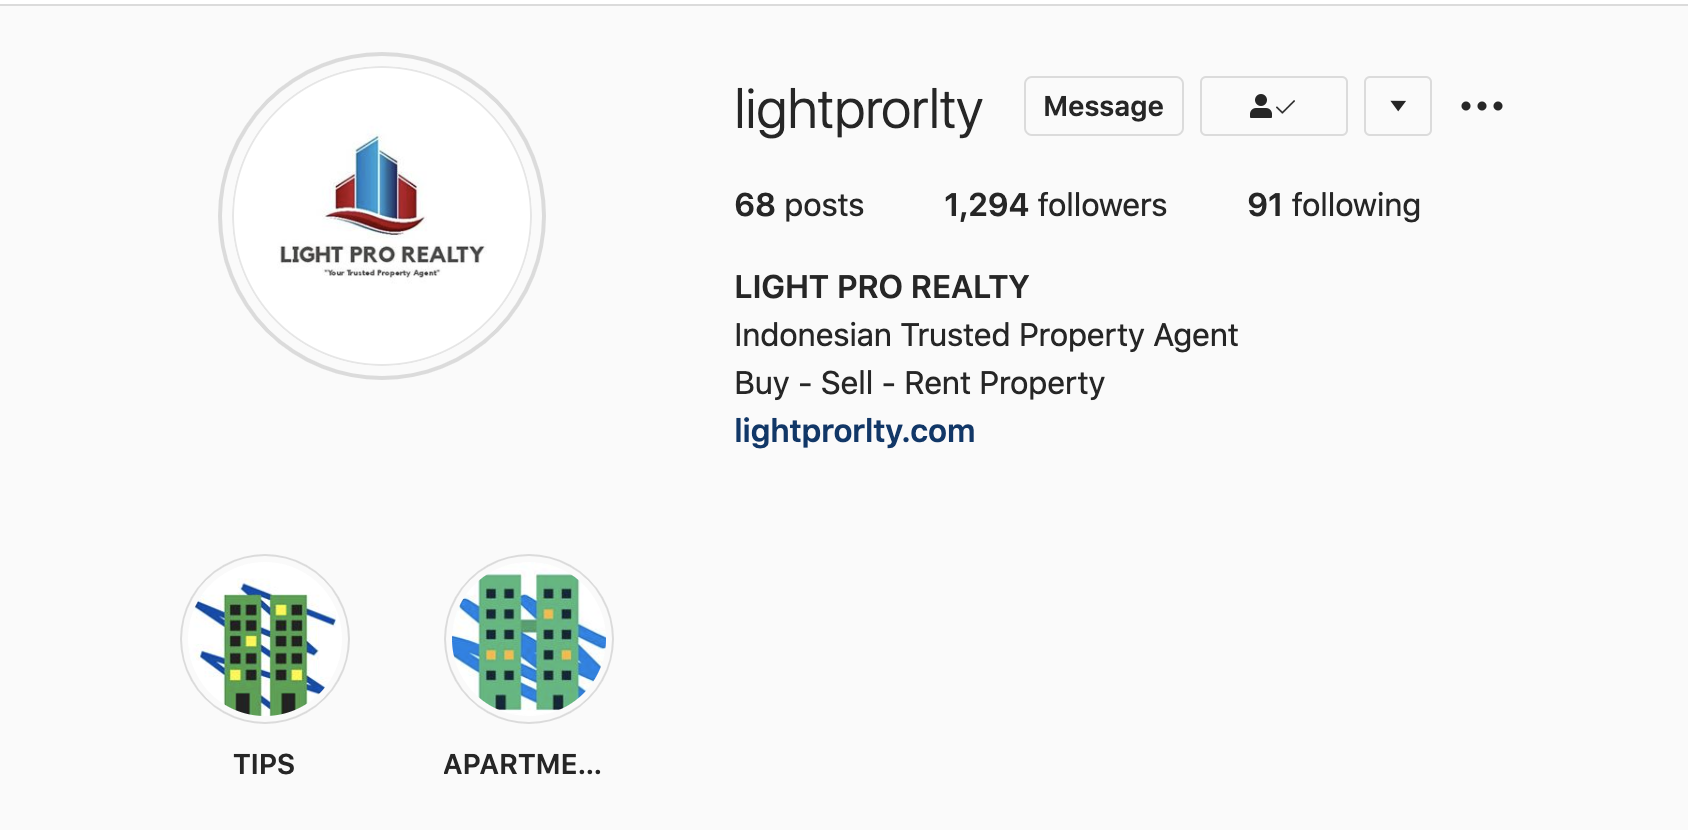 lightprorlty Message
68 posts 1,294 followers 91 following
LIGHT PRO REALTY
"Your Trusted Property Agent"
LIGHT PRO REALTY
Indonesian Trusted Property Agent
Buy - Sell - Rent Property
lightprorlty.com
TIPS APARTME...